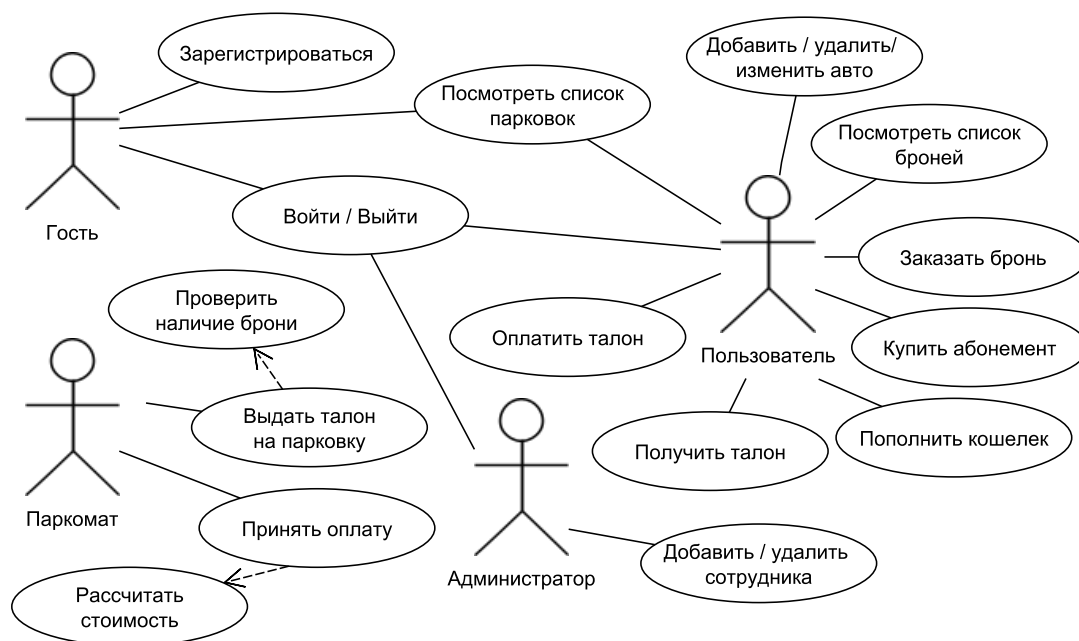 Зарегистрироваться
Добавить / удалить/
изменить авто
Посмотреть список
парковок
Посмотреть список
броней
Войти / Выйти
Гость
Заказать бронь
Проверить
наличие брони
Оплатить талон
Пользователь
Купить абонемент
Выдать талон
на парковку
Получить талон
Пополнить кошелек
Паркомат
Принять оплату
Администратор
Добавить / удалить
сотрудника
Рассчитать
стоимость